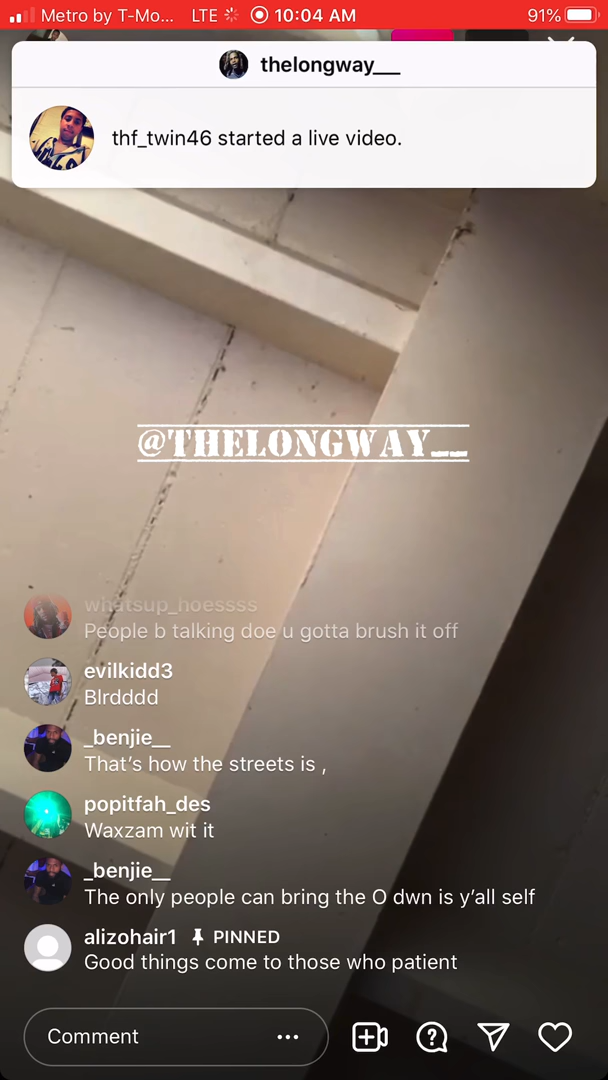 Metro by T-Mo... LTE 10:04 AM 91%
thelongway___
thf_twin46 started a live video.
@THELONGWAY__
whatsup_hoessss
People b talking doe u gotta brush it off
evilkidd3
Blrdddd
_benjie__
That's how the streets is ,
popitfah_des
Waxzam wit it
_benjie__
The only people can bring the O dwn is y'all self
alizohair1 PINNED
Good things come to those who patient
Comment